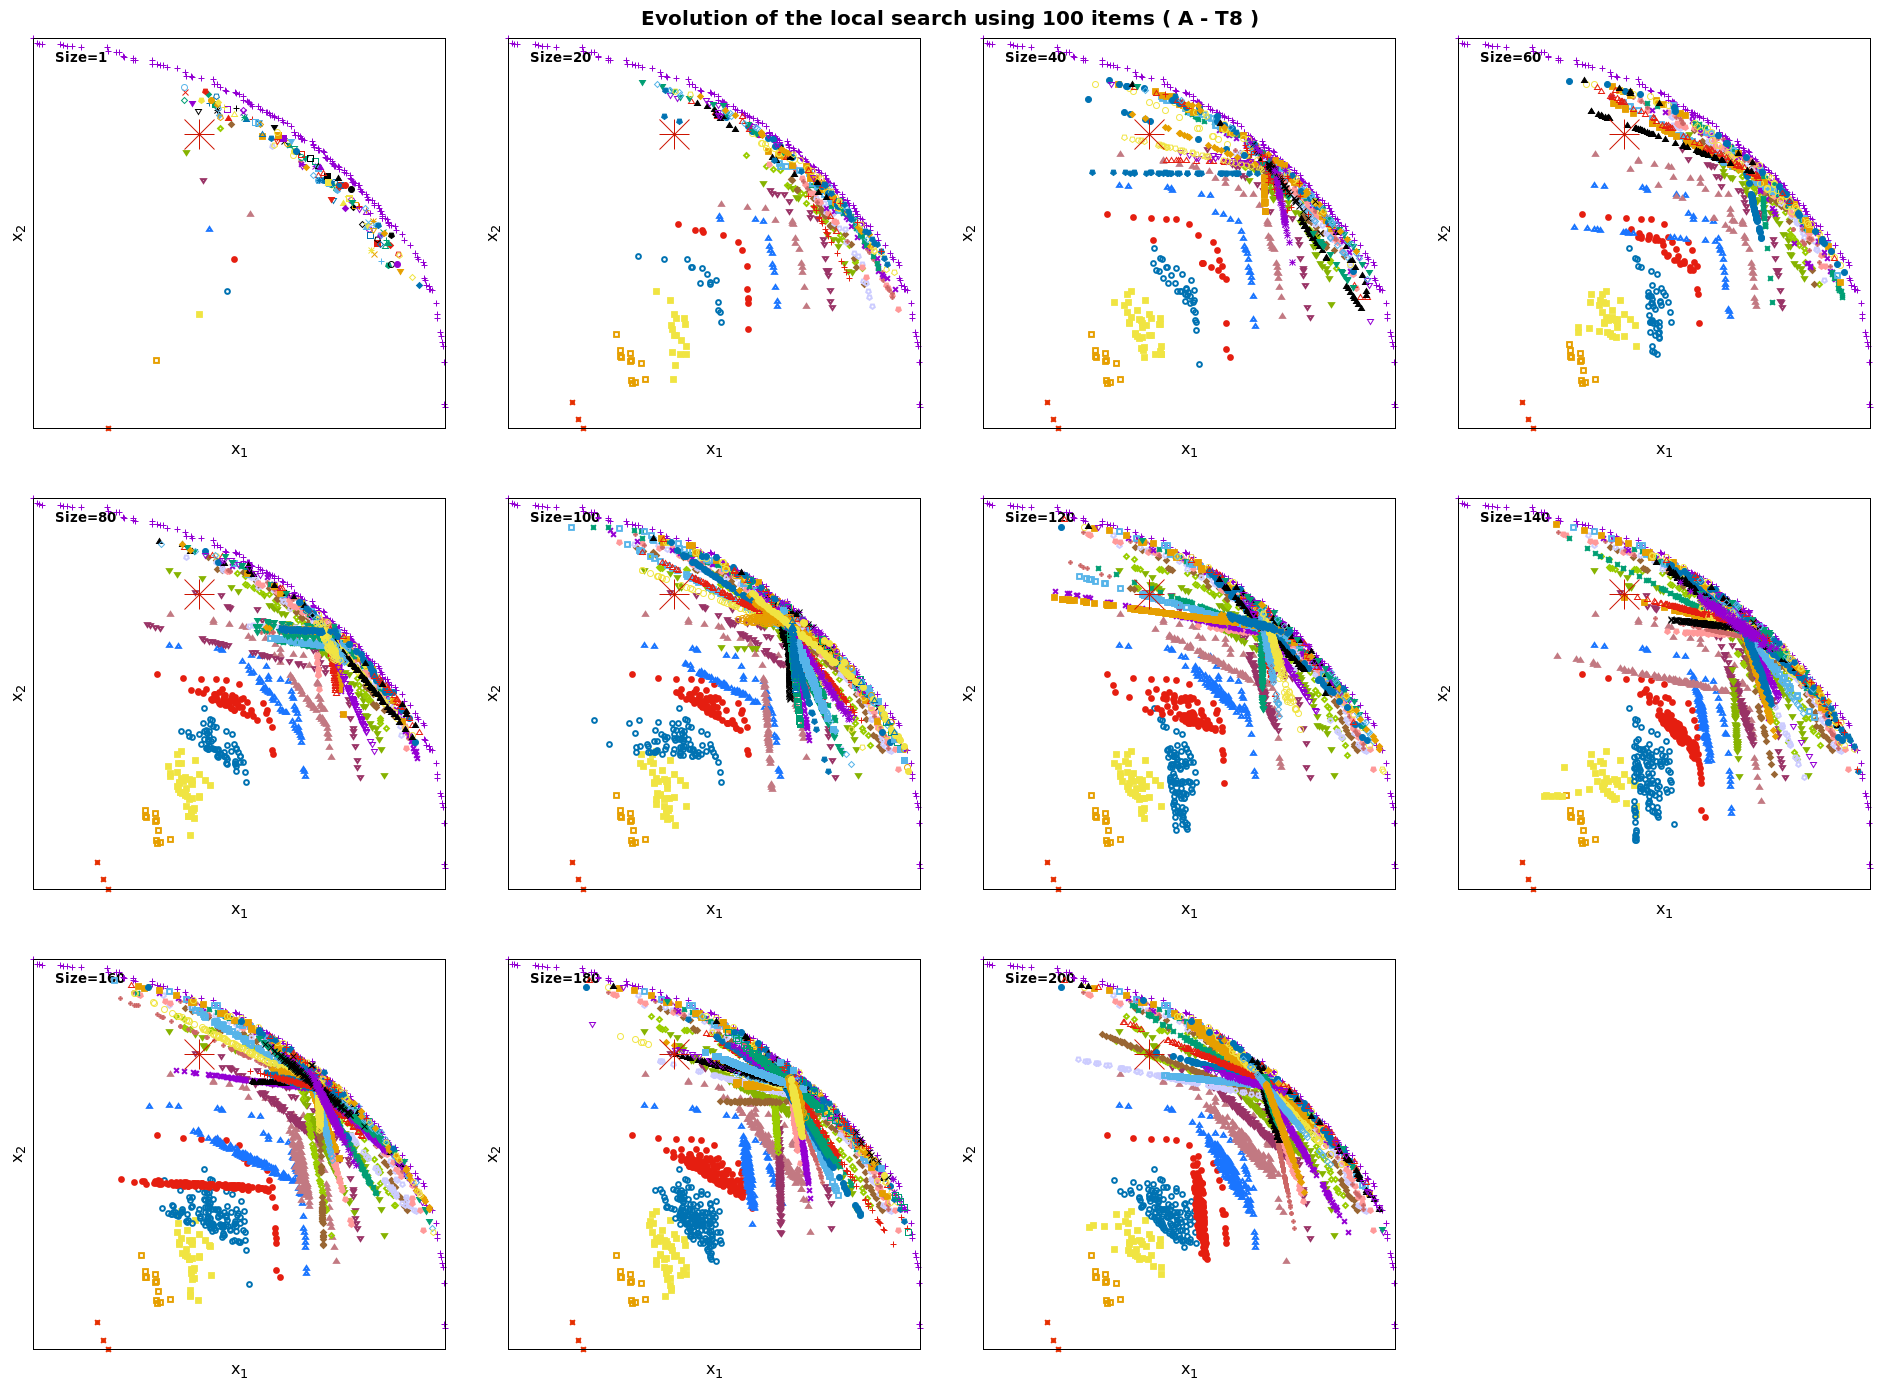 Evolution of the local search using 100 items ( A - T8 )
Size=1
x2
x1
Size=20
x2
x1
Size=40
x2
x1
Size=60
x2
x1
Size=80
x2
x1
Size=100
x2
x1
Size=120
x2
x1
Size=140
x2
x1
Size=160
x2
x1
Size=180
x2
x1
Size=200
x2
x1